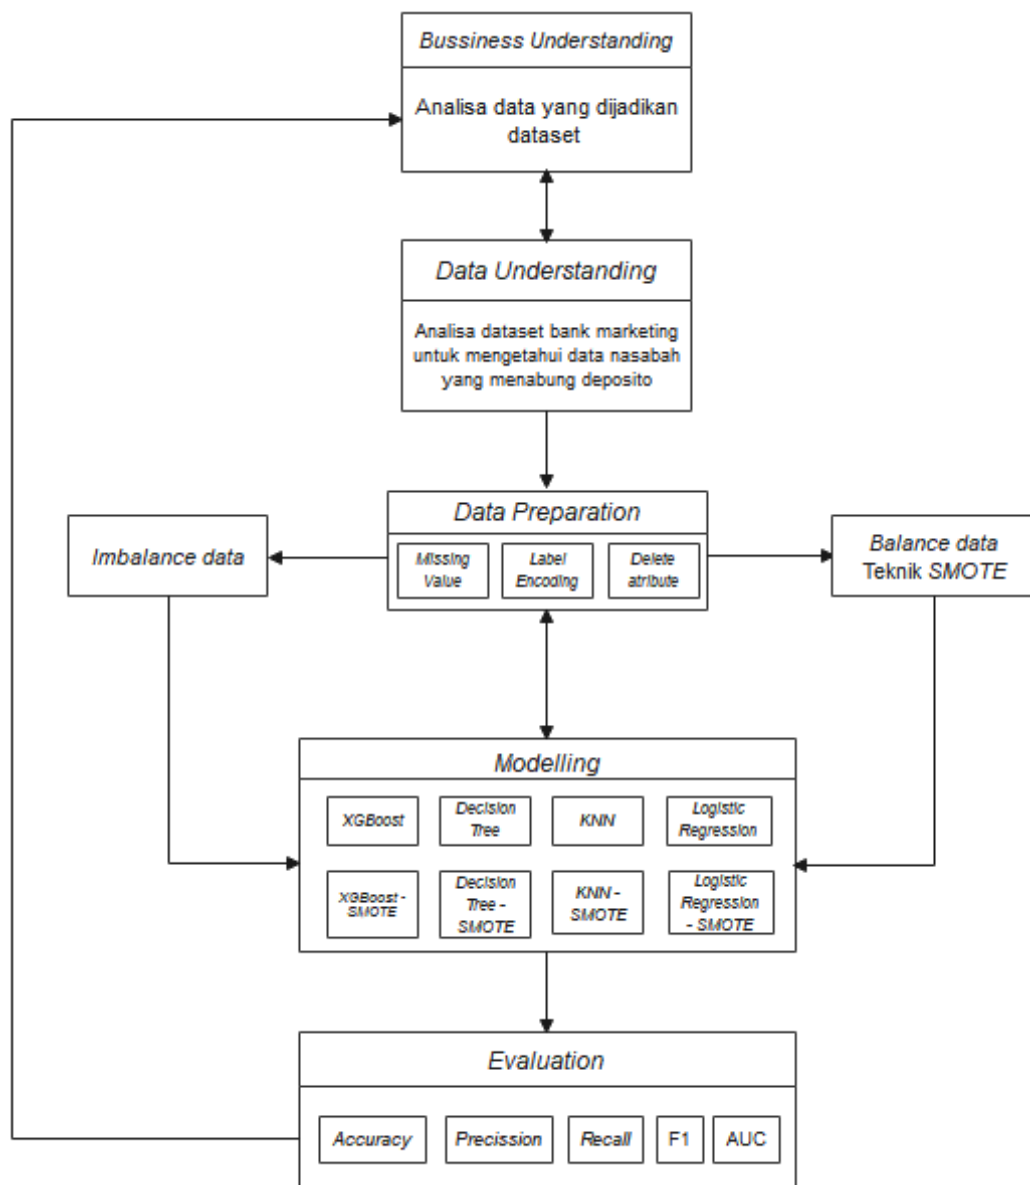 Bussiness Understanding
Analisa data yang dijadikan
dataset
Data Understanding
Analisa dataset bank marketing
untuk mengetahui data nasabah
yang menabung deposito
Data Preparation
Missing
Value
Label
Encoding
Delete
atribute
Imbalance data
Balance data
Teknik SMOTE
Modelling
XGBoost
Decision
Tree
KNN
Logistic
Regression
XGBoost -
SMOTE
Decision
Tree -
SMOTE
KNN -
SMOTE
Logistic
Regression
- SMOTE
Evaluation
Accuracy
Precission
Recall
F1
AUC